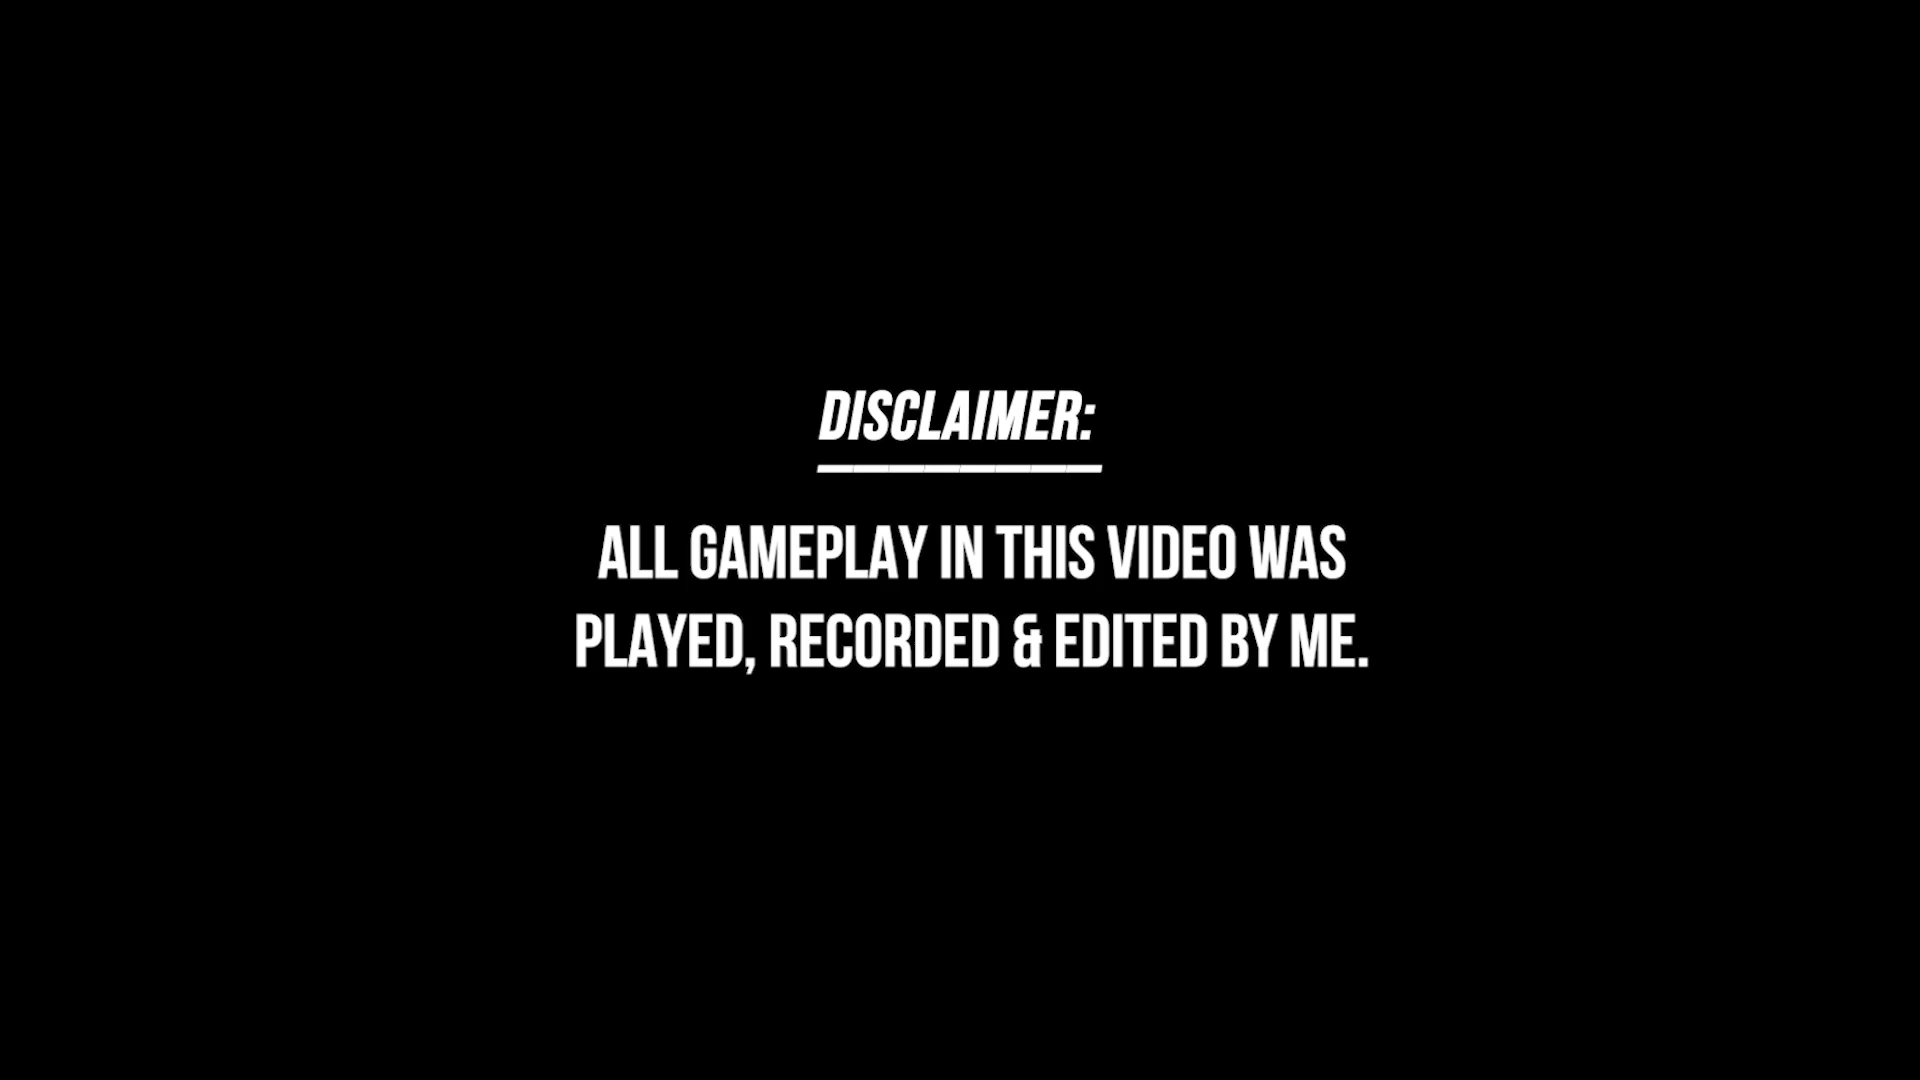 DISCLAIMER:
ALL GAMEPLAY IN THIS VIDEO WAS
PLAYED, RECORDED & EDITED BY ME.